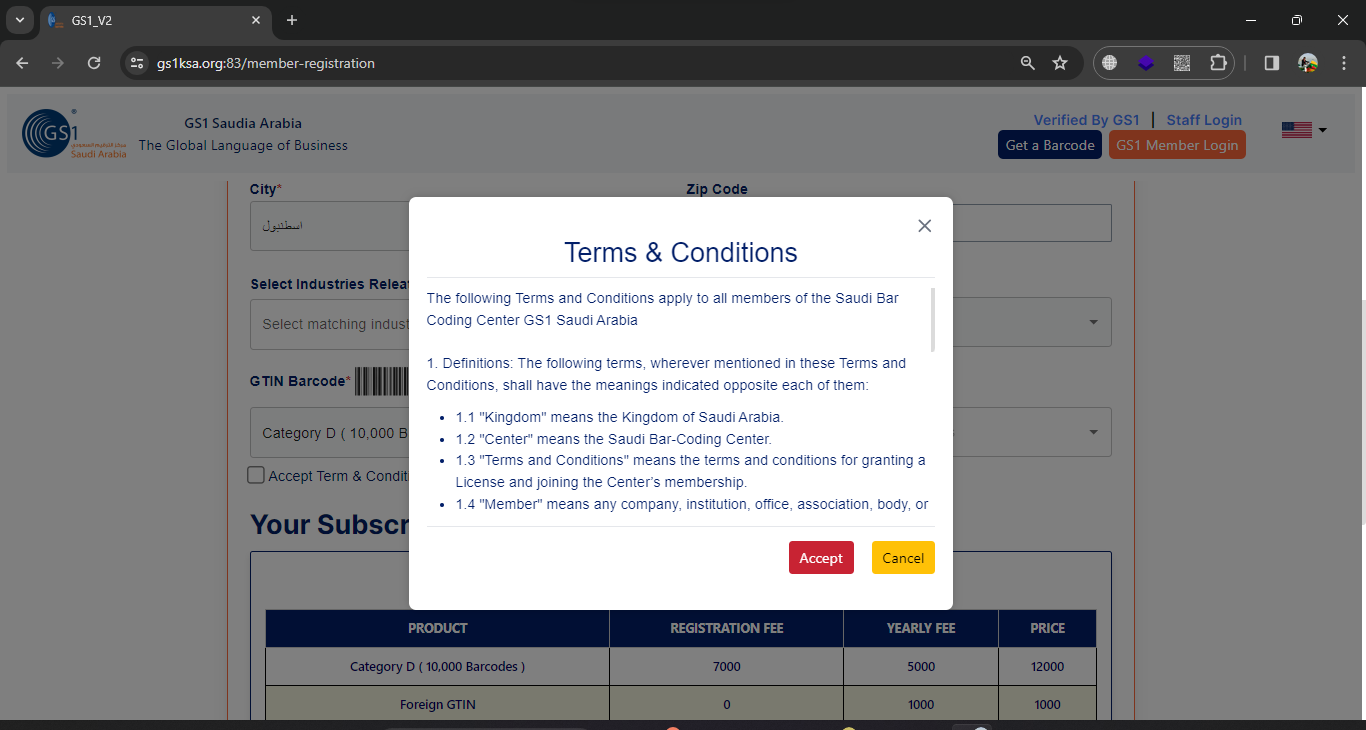 GS1_V2
gs1ksa.org:83/member-registration
GS1
Saudi Arabia
GS1 Saudia Arabia
The Global Language of Business
Verified By GS1 | Staff Login
Get a Barcode
GS1 Member Login
City*
Zip Code
اسطنبول
Select Industries Releat
Select matching indust
GTIN Barcode*
Category D ( 10,000 B
Accept Term & Conditi
Your Subscr
Terms & Conditions
The following Terms and Conditions apply to all members of the Saudi Bar
Coding Center GS1 Saudi Arabia
1. Definitions: The following terms, wherever mentioned in these Terms and
Conditions, shall have the meanings indicated opposite each of them:
• 1.1 "Kingdom" means the Kingdom of Saudi Arabia.
• 1.2 "Center" means the Saudi Bar-Coding Center.
• 1.3 "Terms and Conditions" means the terms and conditions for granting a
License and joining the Center's membership.
• 1.4 "Member" means any company, institution, office, association, body, or
Accept
Cancel
PRODUCT REGISTRATION FEE YEARLY FEE PRICE
Category D ( 10,000 Barcodes ) 7000 5000 12000
Foreign GTIN 0 1000 1000